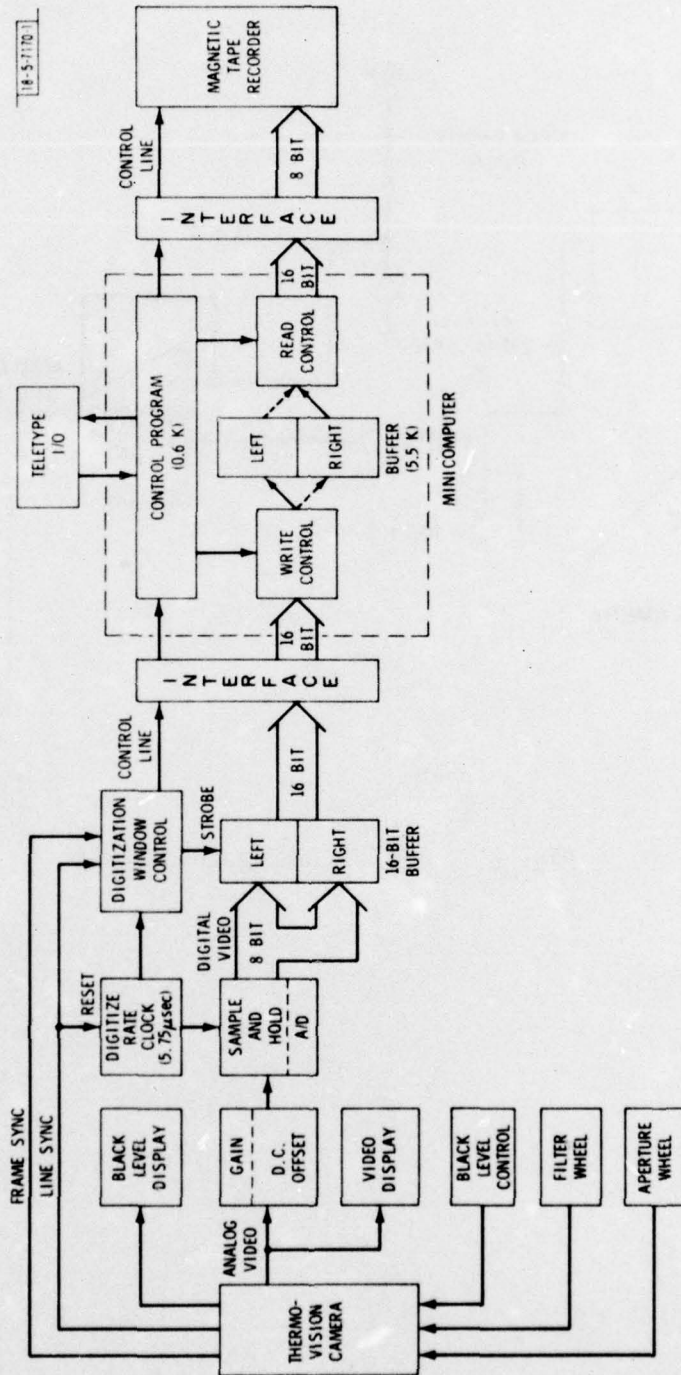 18-5-7170-1
FRAME SYNC
LINE SYNC
RESET
BLACK
LEVEL
DISPLAY
DIGITIZE
RATE
CLOCK
(5.75μsec)
DIGITIZATION
WINDOW
CONTROL
CONTROL
LINE
STROBE
THERMO-
VISION
CAMERA
ANALOG
VIDEO
GAIN
D.C.
OFFSET
VIDEO
DISPLAY
SAMPLE
AND
HOLD
A/D
DIGITAL
VIDEO
8 BIT
LEFT
RIGHT
16-BIT
BUFFER
16 BIT
BLACK
LEVEL
CONTROL
FILTER
WHEEL
APERTURE
WHEEL
INTERFACE
TELETYPE
I/O
CONTROL PROGRAM
(0.6 K)
16
BIT
WRITE
CONTROL
LEFT
RIGHT
BUFFER
(5.5 K)
READ
CONTROL
16
BIT
MINICOMPUTER
INTERFACE
CONTROL
LINE
8 BIT
MAGNETIC
TAPE
RECORDER